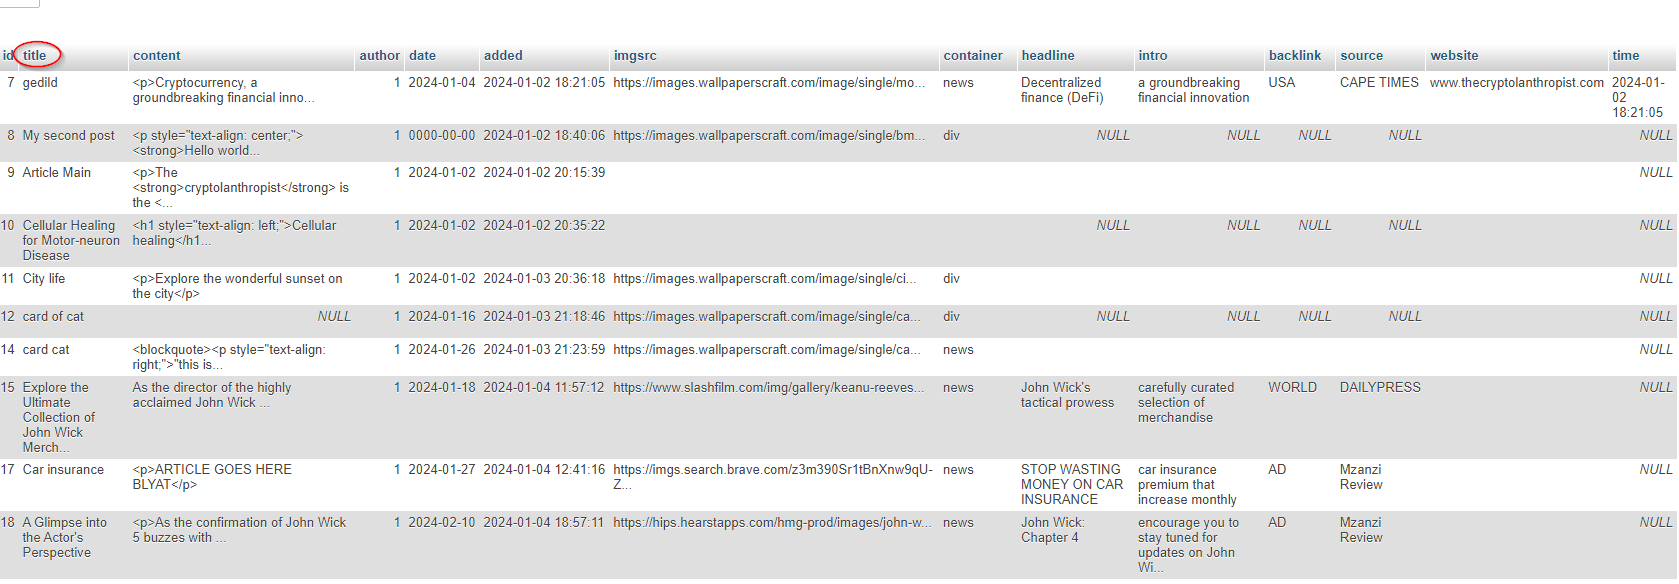 id title content author date added imgsrc container headline intro backlink source website time
7 gedild <p>Cryptocurrency, a groundbreaking financial inno... 1 2024-01-04 2024-01-02 18:21:05 https://images.wallpaperscraft.com/image/single/mo... news Decentralized finance (DeFi) a groundbreaking financial innovation USA CAPE TIMES www.thecryptolanthropist.com 2024-01-02 18:21:05
8 My second post <p style="text-align: center;"><strong>Hello world... 1 0000-00-00 2024-01-02 18:40:06 https://images.wallpaperscraft.com/image/single/bm... div NULL NULL NULL NULL NULL
9 Article Main <p>The <strong>cryptolanthropist</strong> is the <... 1 2024-01-02 2024-01-02 20:15:39 NULL
10 Cellular Healing for Motor-neuron Disease <h1 style="text-align: left;">Cellular healing</h1... 1 2024-01-02 2024-01-02 20:35:22 NULL NULL NULL NULL NULL
11 City life <p>Explore the wonderful sunset on the city</p> 1 2024-01-02 2024-01-03 20:36:18 https://images.wallpaperscraft.com/image/single/ci... div NULL
12 card of cat NULL 1 2024-01-16 2024-01-03 21:18:46 https://images.wallpaperscraft.com/image/single/ca... div NULL NULL NULL NULL NULL
14 card cat <blockquote><p style="text-align: right;">"this is... 1 2024-01-26 2024-01-03 21:23:59 https://images.wallpaperscraft.com/image/single/ca... news NULL
15 Explore the Ultimate Collection of John Wick Merch... As the director of the highly acclaimed John Wick ... 1 2024-01-18 2024-01-04 11:57:12 https://www.slashfilm.com/img/gallery/keanu-reeves... news John Wick's tactical prowess carefully curated selection of merchandise WORLD DAILYPRESS NULL
17 Car insurance <p>ARTICLE GOES HERE BLYAT</p> 1 2024-01-27 2024-01-04 12:41:16 https://imgs.search.brave.com/z3m390Sr1tBnXnw9qU-Z... news STOP WASTING MONEY ON CAR INSURANCE car insurance premium that increase monthly AD Mzanzi Review NULL
18 A Glimpse into the Actor's Perspective <p>As the confirmation of John Wick 5 buzzes with ... 1 2024-02-10 2024-01-04 18:57:11 https://hips.hearstapps.com/hmg-prod/images/john-w... news John Wick: Chapter 4 encourage you to stay tuned for updates on John Wi... AD Mzanzi Review NULL